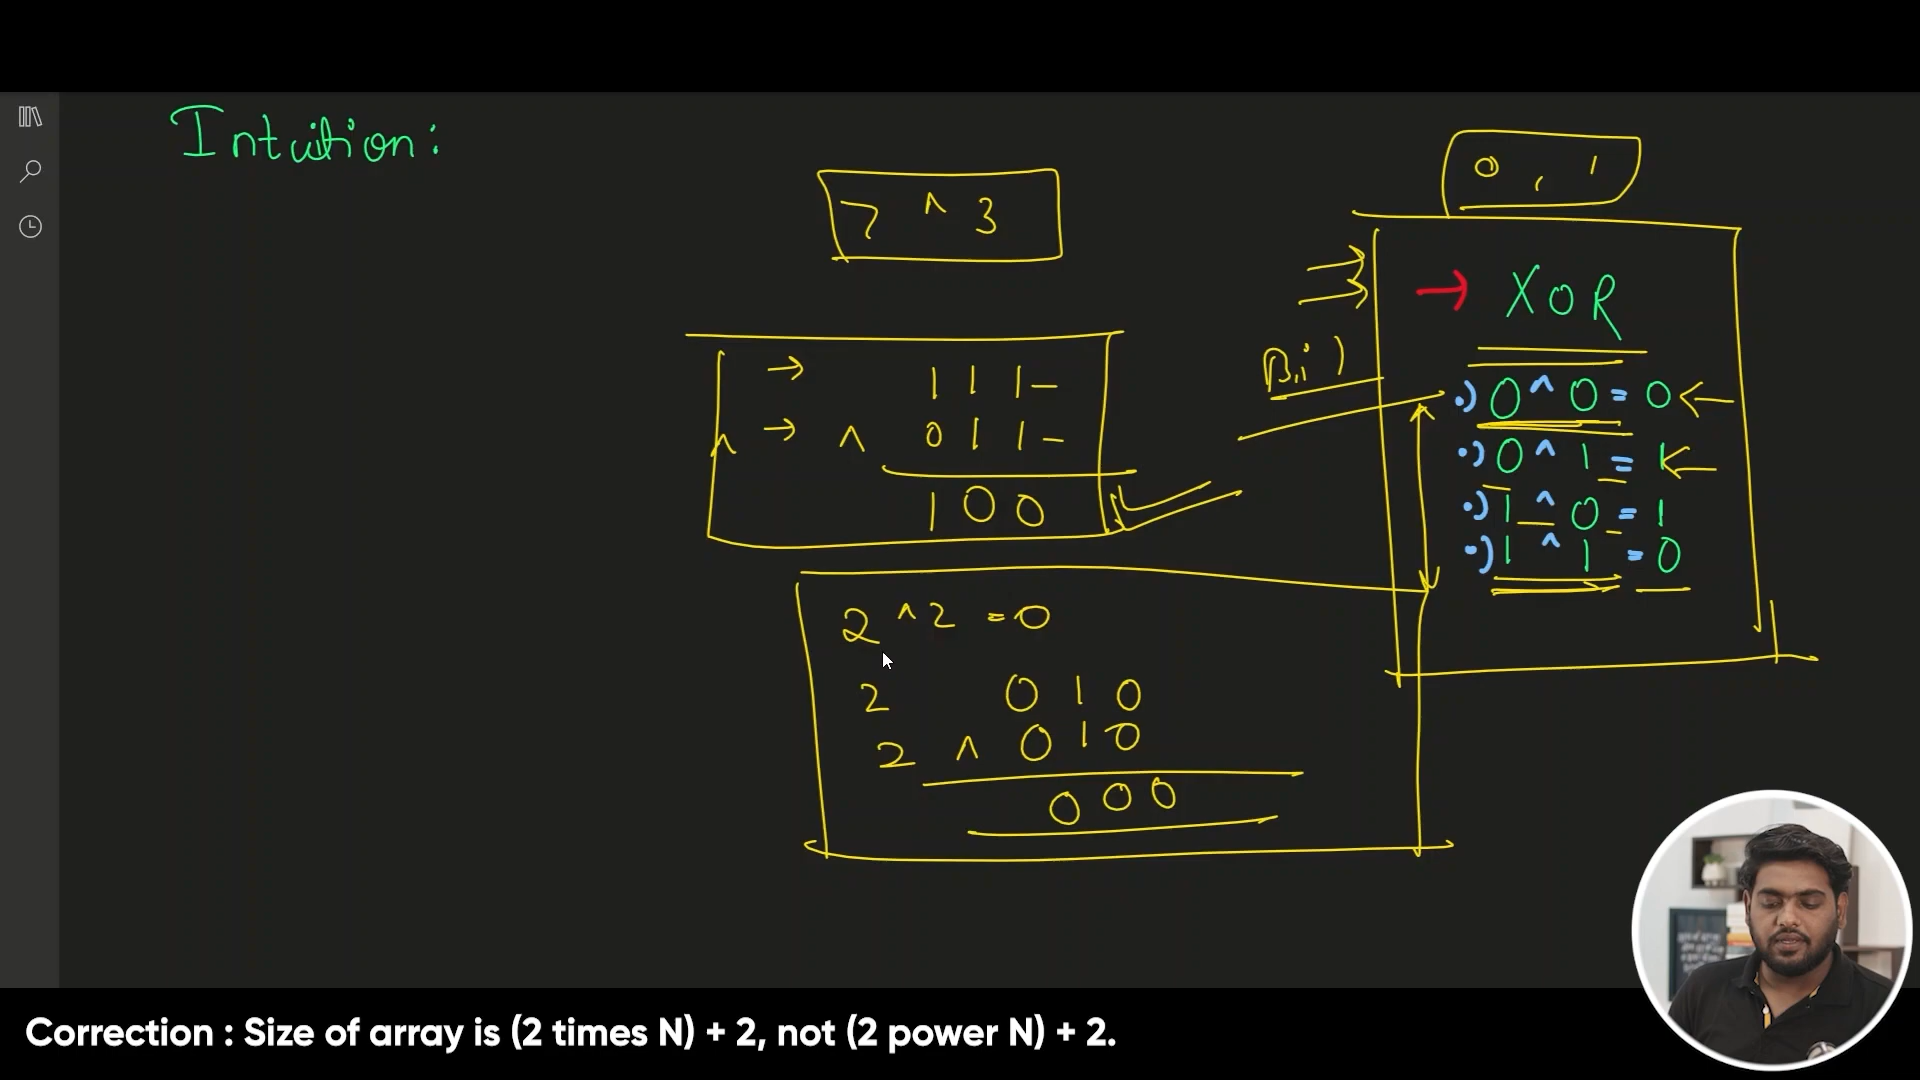 Intuition:
7 ^ 3
→ 1 1 1 -
→ ^ 0 1 1 -
1 0 0
2 ^ 2 = 0
2 0 1 0
2 ^ 0 1 0
0 0 0
0 , 1
→ XOR
•) 0 ^ 0 = 0 ←
•) 0 ^ 1 = 1 ←
•) 1 ^ 0 = 1
•) 1 ^ 1 = 0
Correction : Size of array is (2 times N) + 2, not (2 power N) + 2.